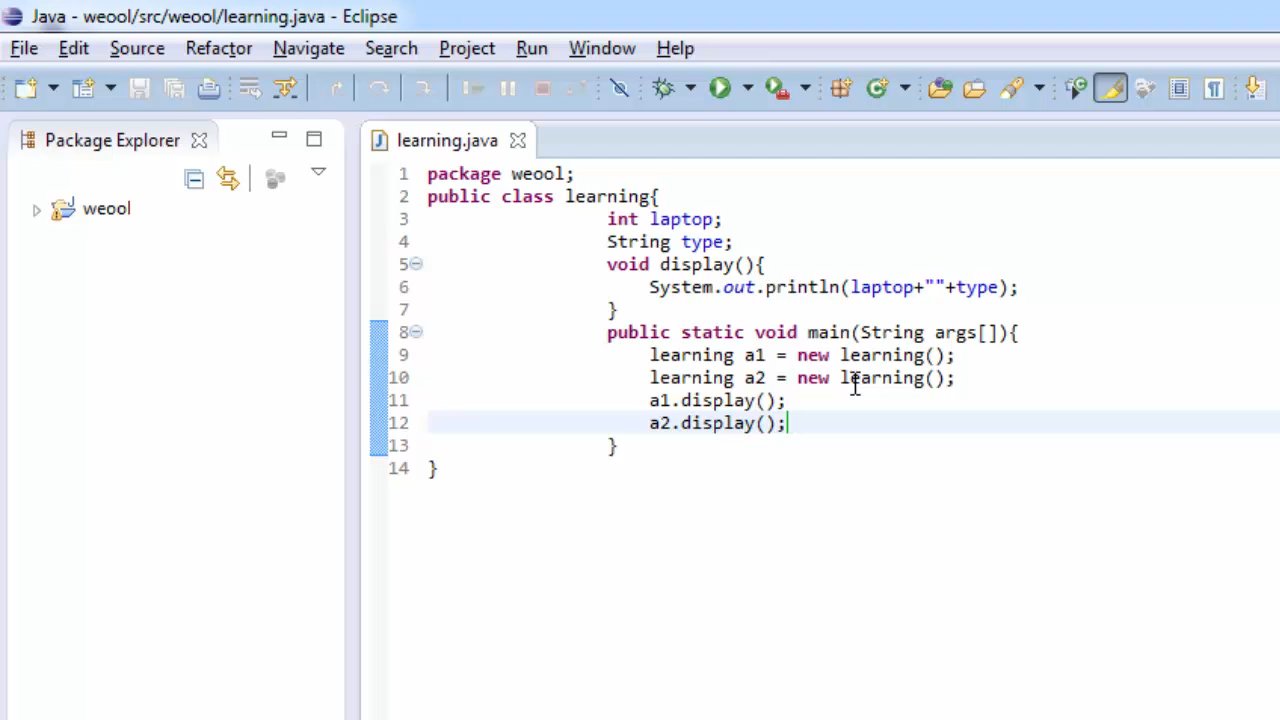 Java - weool/src/weool/learning.java - Eclipse
File Edit Source Refactor Navigate Search Project Run Window Help
Package Explorer
weool
learning.java
1 package weool;
2 public class learning{
3 int laptop;
4 String type;
5 void display(){
6 System.out.println(laptop+""+type);
7 }
8 public static void main(String args[]){
9 learning a1 = new learning();
10 learning a2 = new learning();
11 a1.display();
12 a2.display();
13 }
14 }